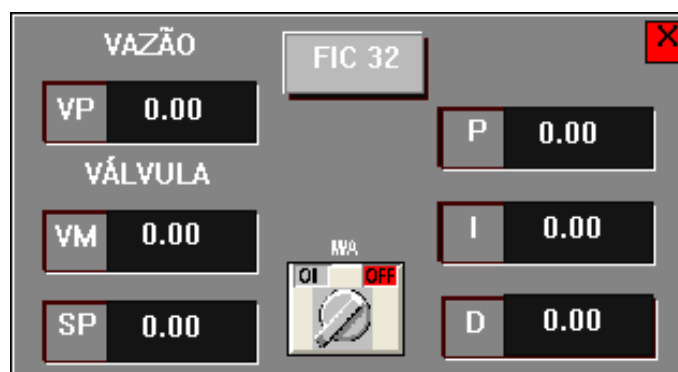 VAZÃO
FIC 32
X
VP 0.00
P 0.00
VÁLVULA
VM 0.00
I 0.00
M/A
OFF
SP 0.00
D 0.00